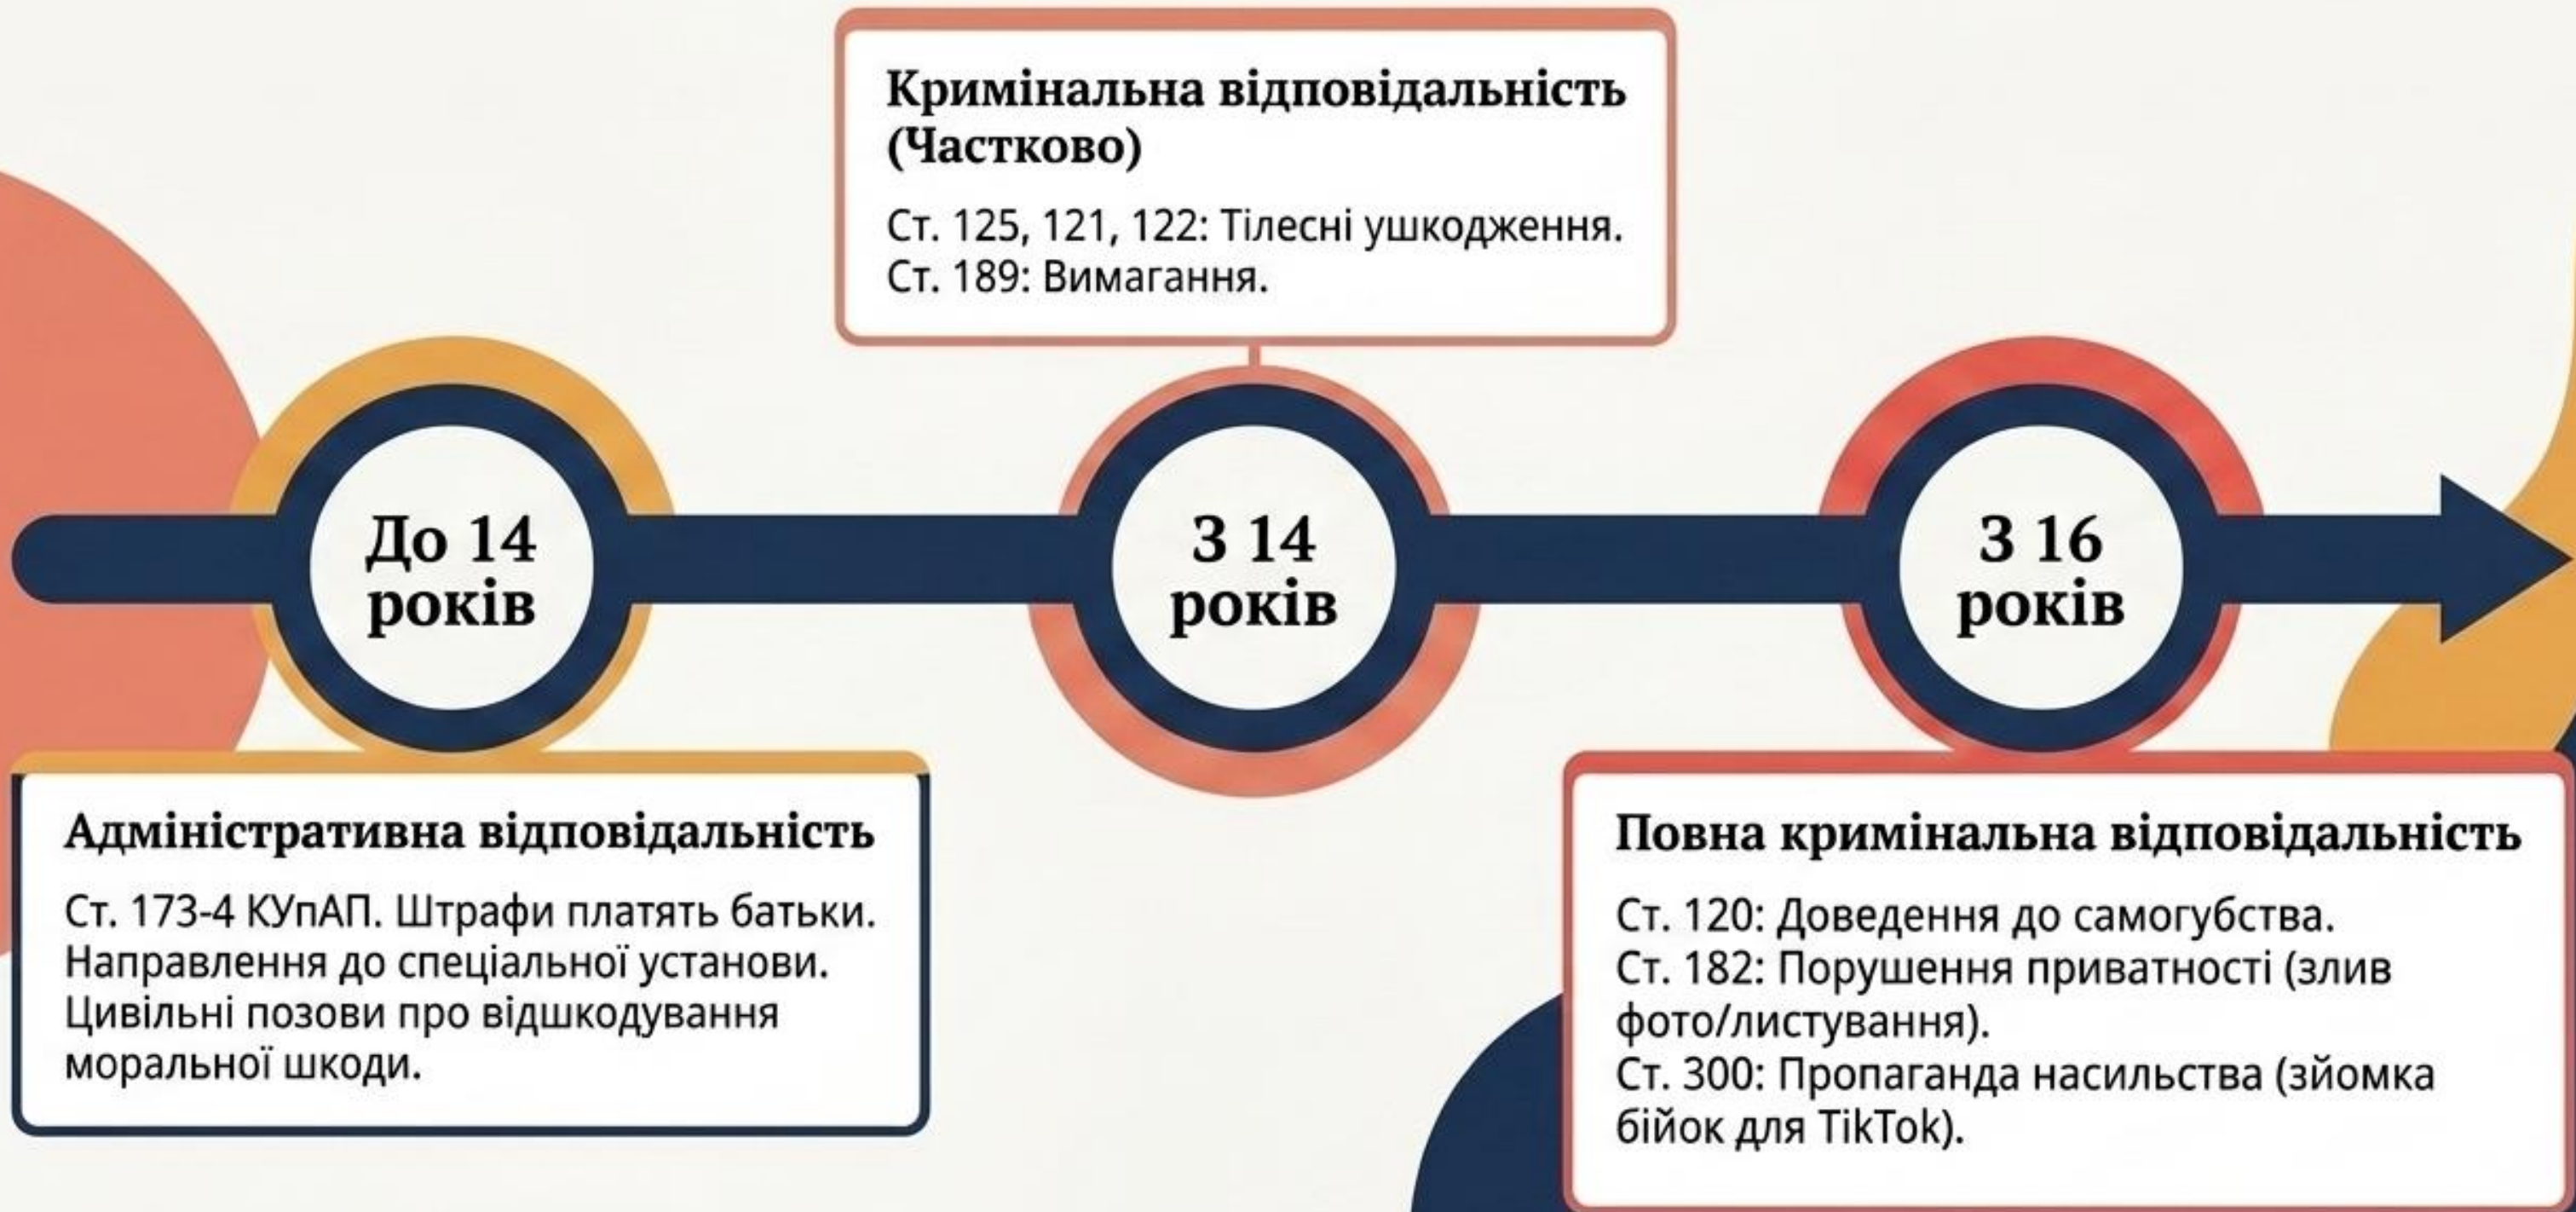 Кримінальна відповідальність
(Частково)
Ст. 125, 121, 122: Тілесні ушкодження.
Ст. 189: Вимагання.
До 14
років
З 14
років
З 16
років
Адміністративна відповідальність
Ст. 173-4 КУпАП. Штрафи платять батьки.
Направлення до спеціальної установи.
Цивільні позови про відшкодування
моральної шкоди.
Повна кримінальна відповідальність
Ст. 120: Доведення до самогубства.
Ст. 182: Порушення приватності (злив
фото/листування).
Ст. 300: Пропаганда насильства (зйомка
бійок для TikTok).